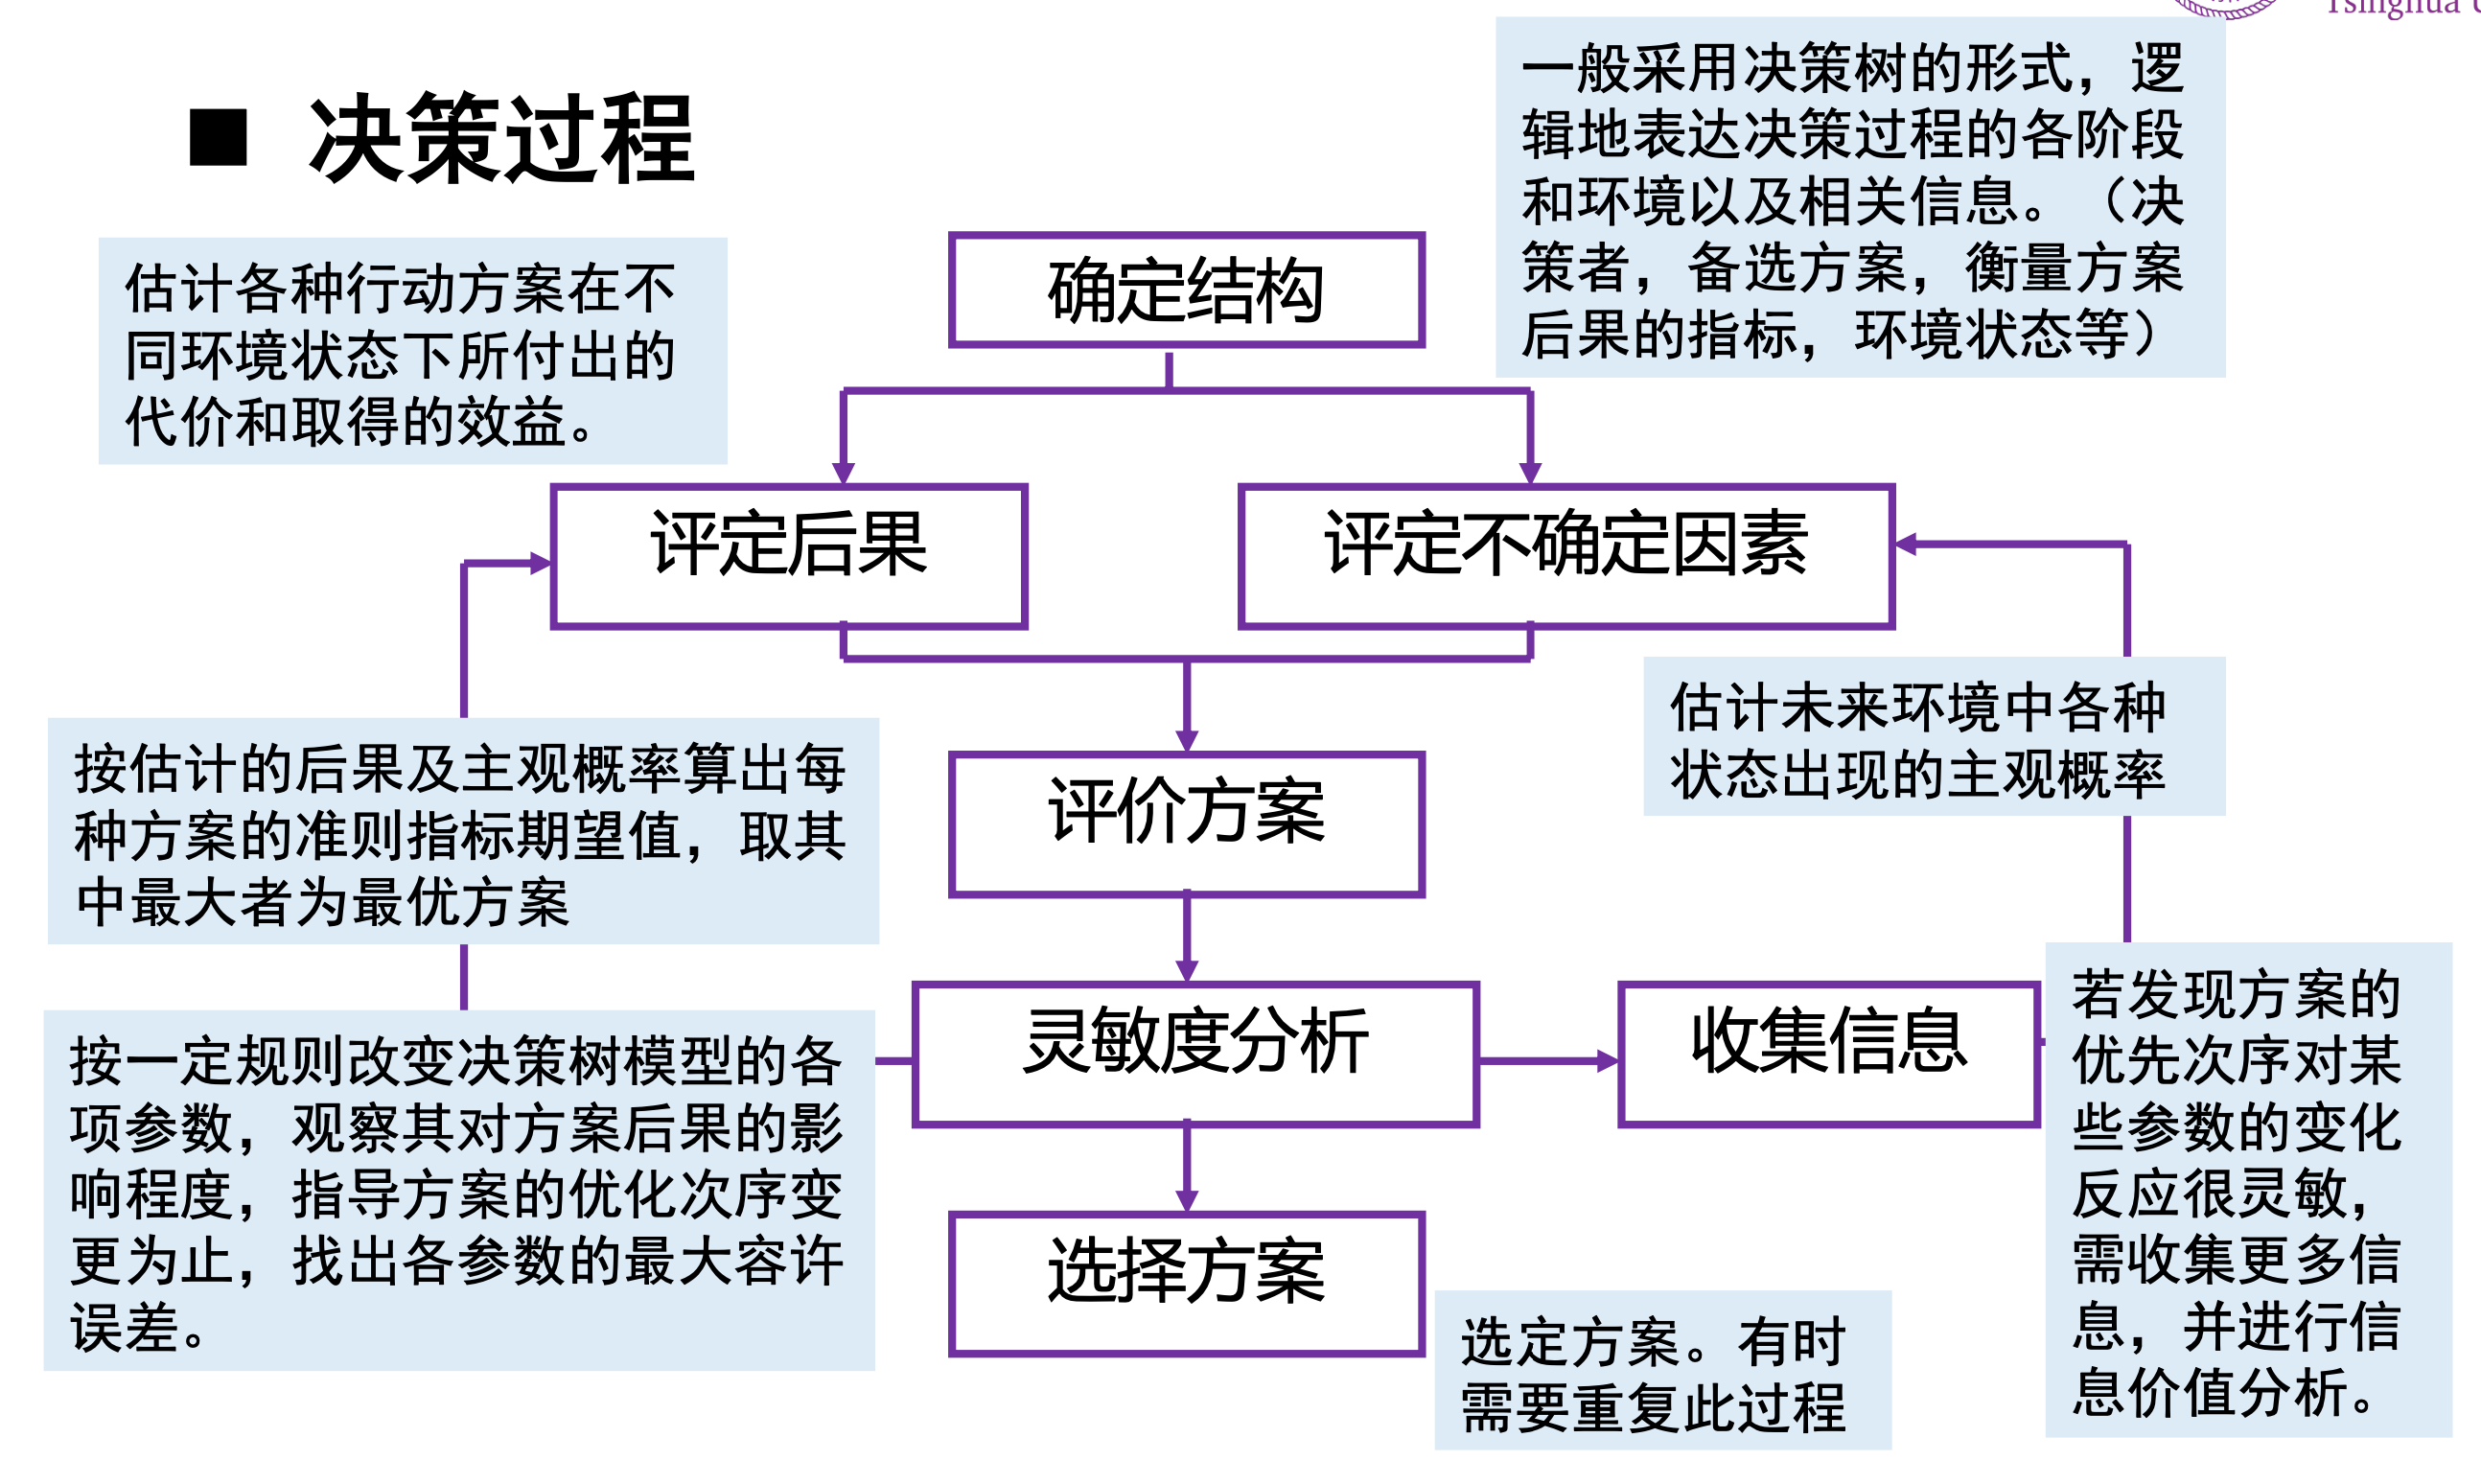 Tsinghua U
■ 决策过程
一般采用决策树的形式，逻
辑地表达决策过程的各阶段
和环境以及相关信息。（决
策者，备选方案，衡量方案
后果的指标，环境状态等）
估计各种行动方案在不
同环境状态下所付出的
代价和取得的效益。
确定结构
评定后果
评定不确定因素
估计未来环境中各种
状态出现的主观概率
按估计的后果及主观概率算出每
种方案的准则指标期望值，取其
中最大者为最优方案
评价方案
灵敏度分析
收集信息
若发现方案的
优先次序对某
些参数的变化
反应很灵敏，
需收集更多信
息，并进行信
息价值分析。
按一定规则改变决策树模型的各
项参数，观察其对方案后果的影
响程度，指导方案的优化次序变
更为止，找出各参数的最大容许
误差。
选择方案
选定方案。有时
需要重复此过程